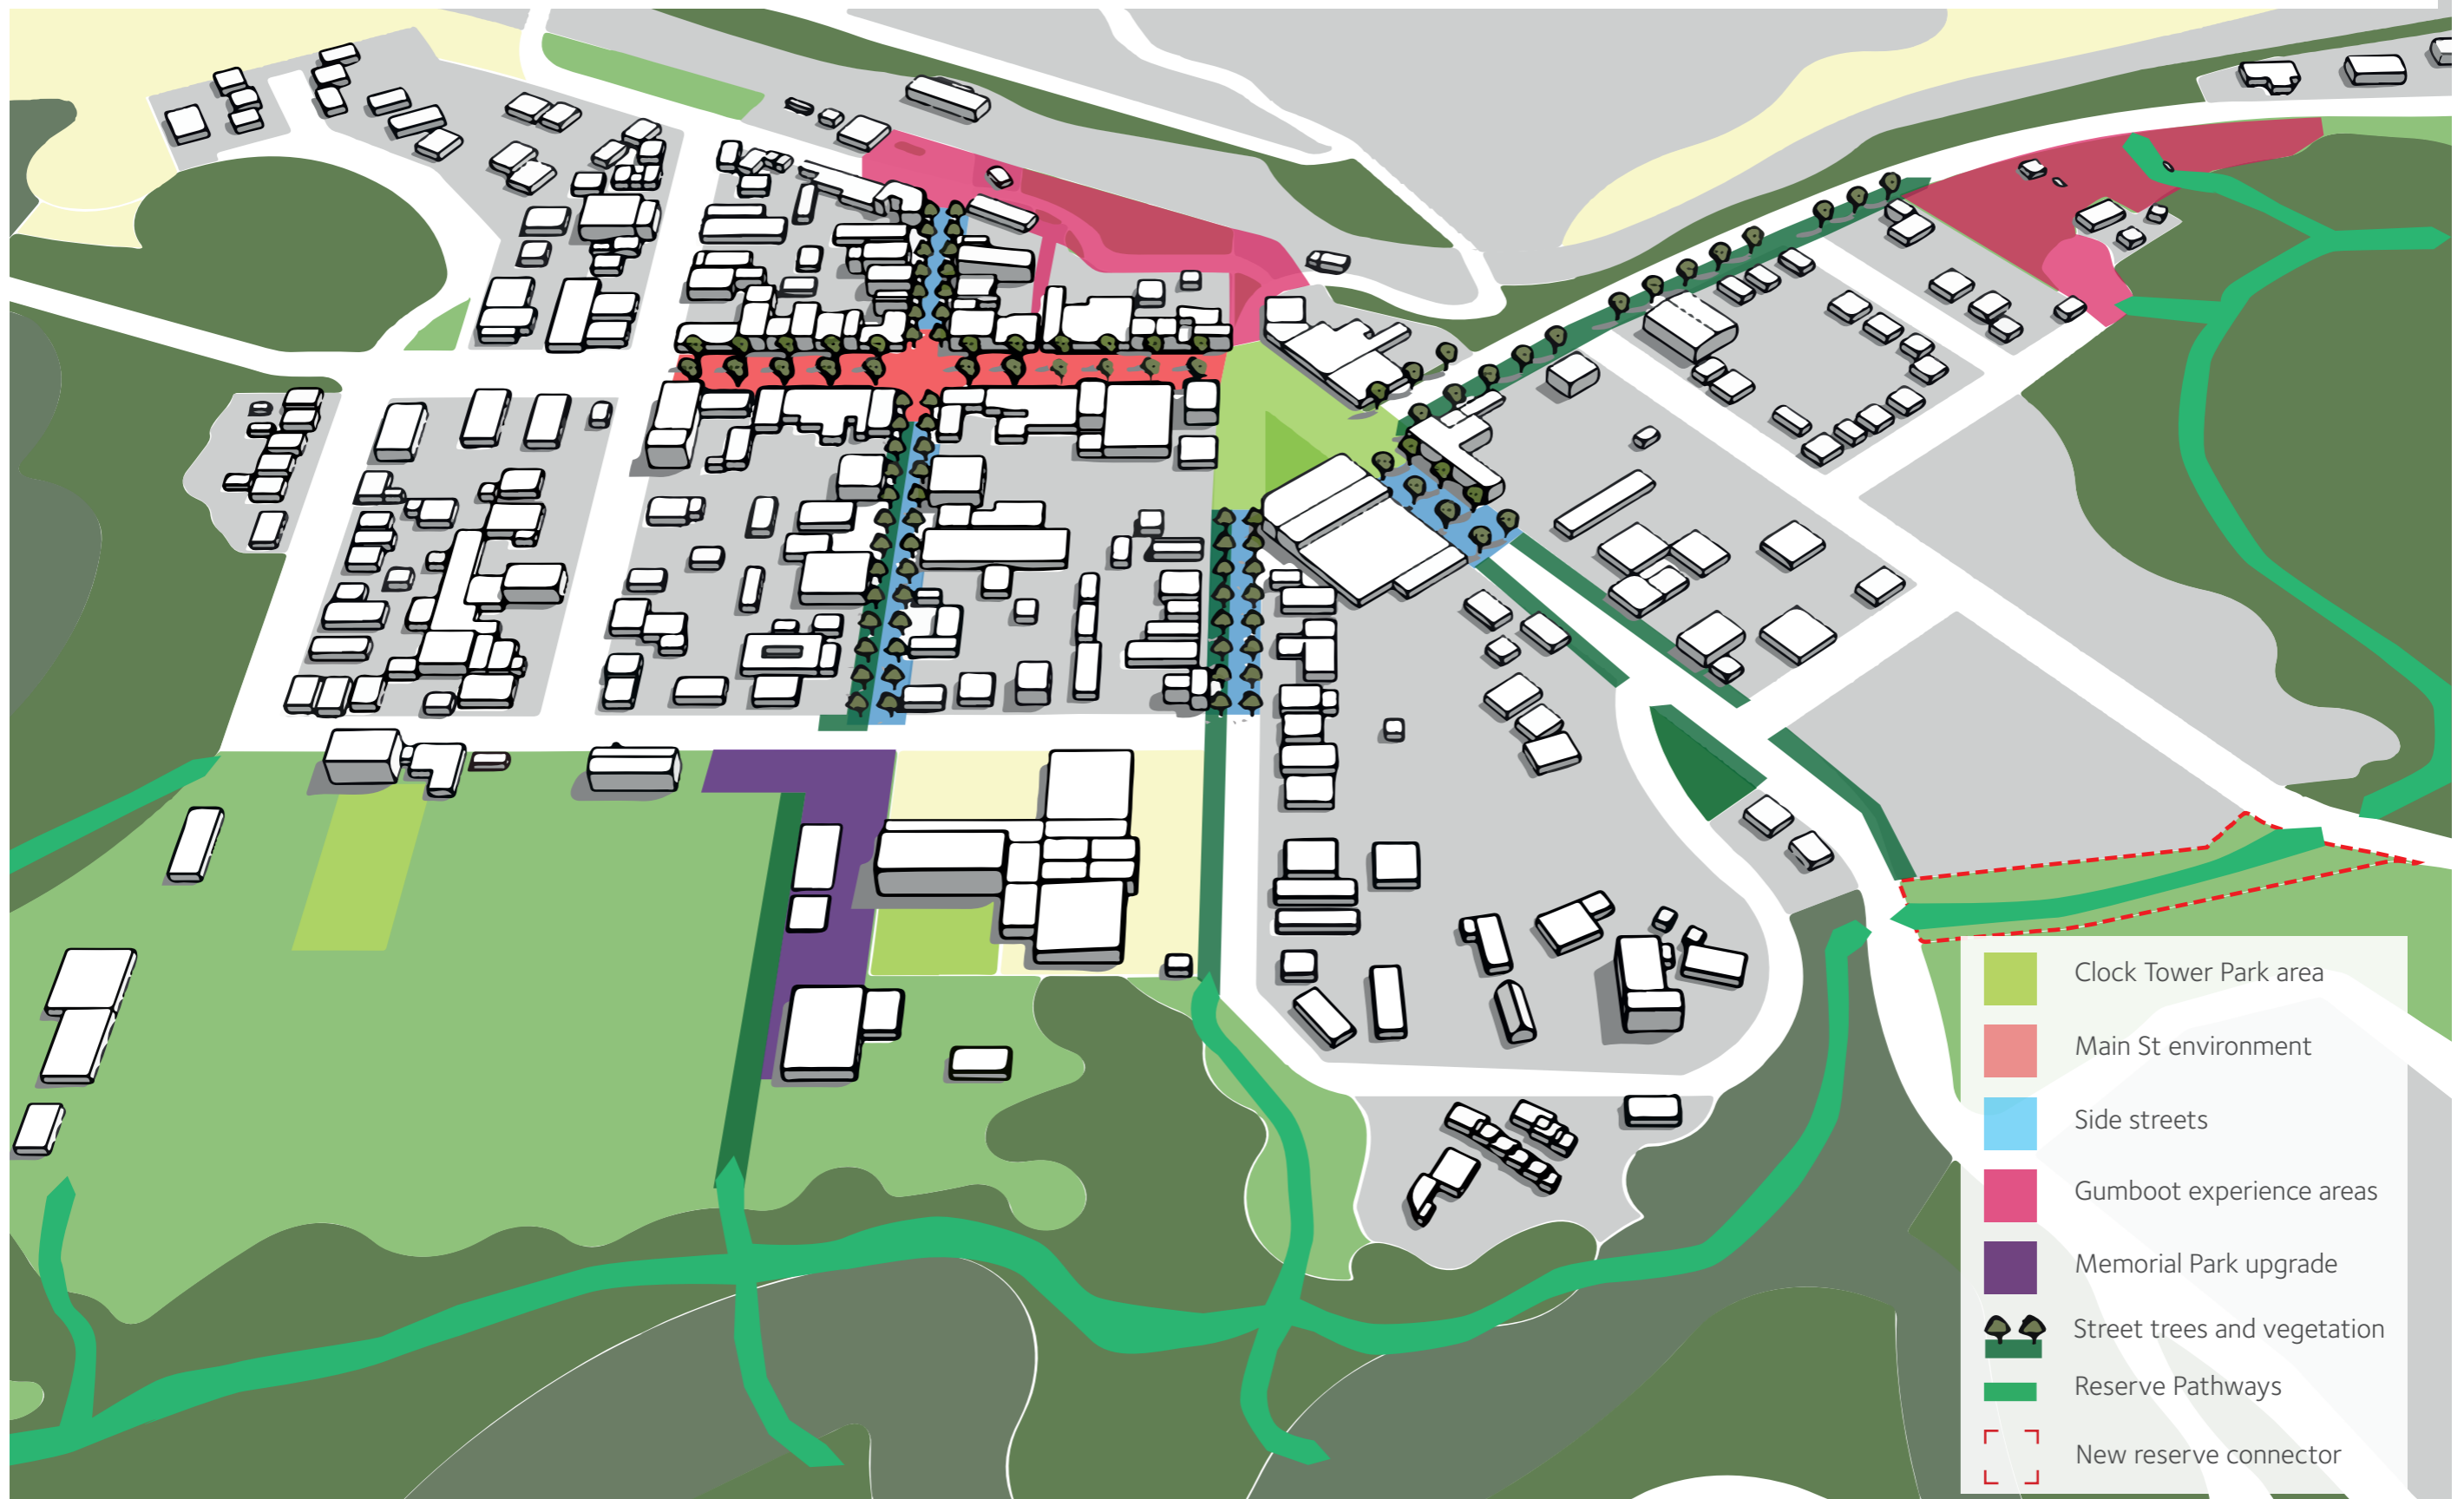 Clock Tower Park area
Main St environment
Side streets
Gumboot experience areas
Memorial Park upgrade
Street trees and vegetation
Reserve Pathways
New reserve connector